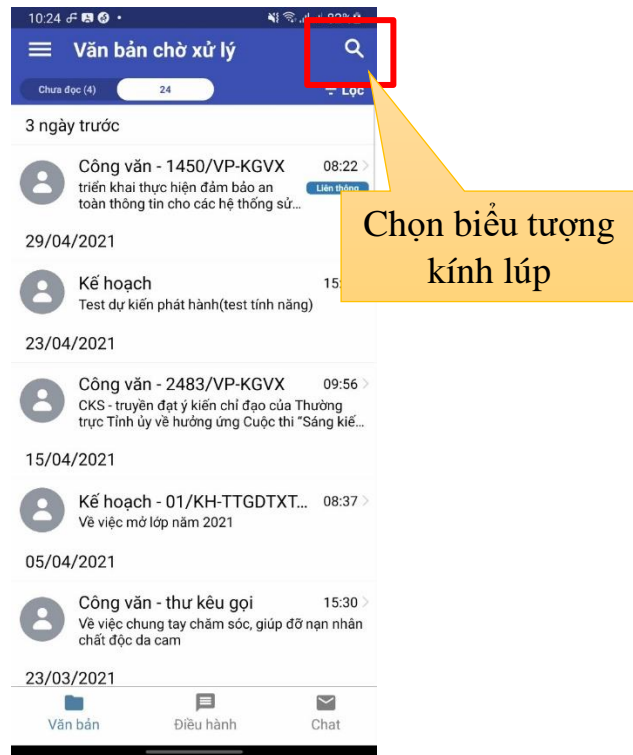 10:24
Văn bản chờ xử lý
Chưa đọc (4)
24
Lọc
3 ngày trước
Công văn - 1450/VP-KGVX 08:22
triển khai thực hiện đảm bảo an
Liên thông
toàn thông tin cho các hệ thống sử...
Chọn biểu tượng
kính lúp
29/04/2021
Kế hoạch
Test dự kiến phát hành(test tính năng)
23/04/2021
Công văn - 2483/VP-KGVX 09:56
CKS - truyền đạt ý kiến chỉ đạo của Thường
trực Tỉnh ủy về hưởng ứng Cuộc thi “Sáng kiế...
15/04/2021
Kế hoạch - 01/KH-TTGDTXT... 08:37
Về việc mở lớp năm 2021
05/04/2021
Công văn - thư kêu gọi 15:30
Về việc chung tay chăm sóc, giúp đỡ nạn nhân
chất độc da cam
23/03/2021
Văn bản Điều hành Chat